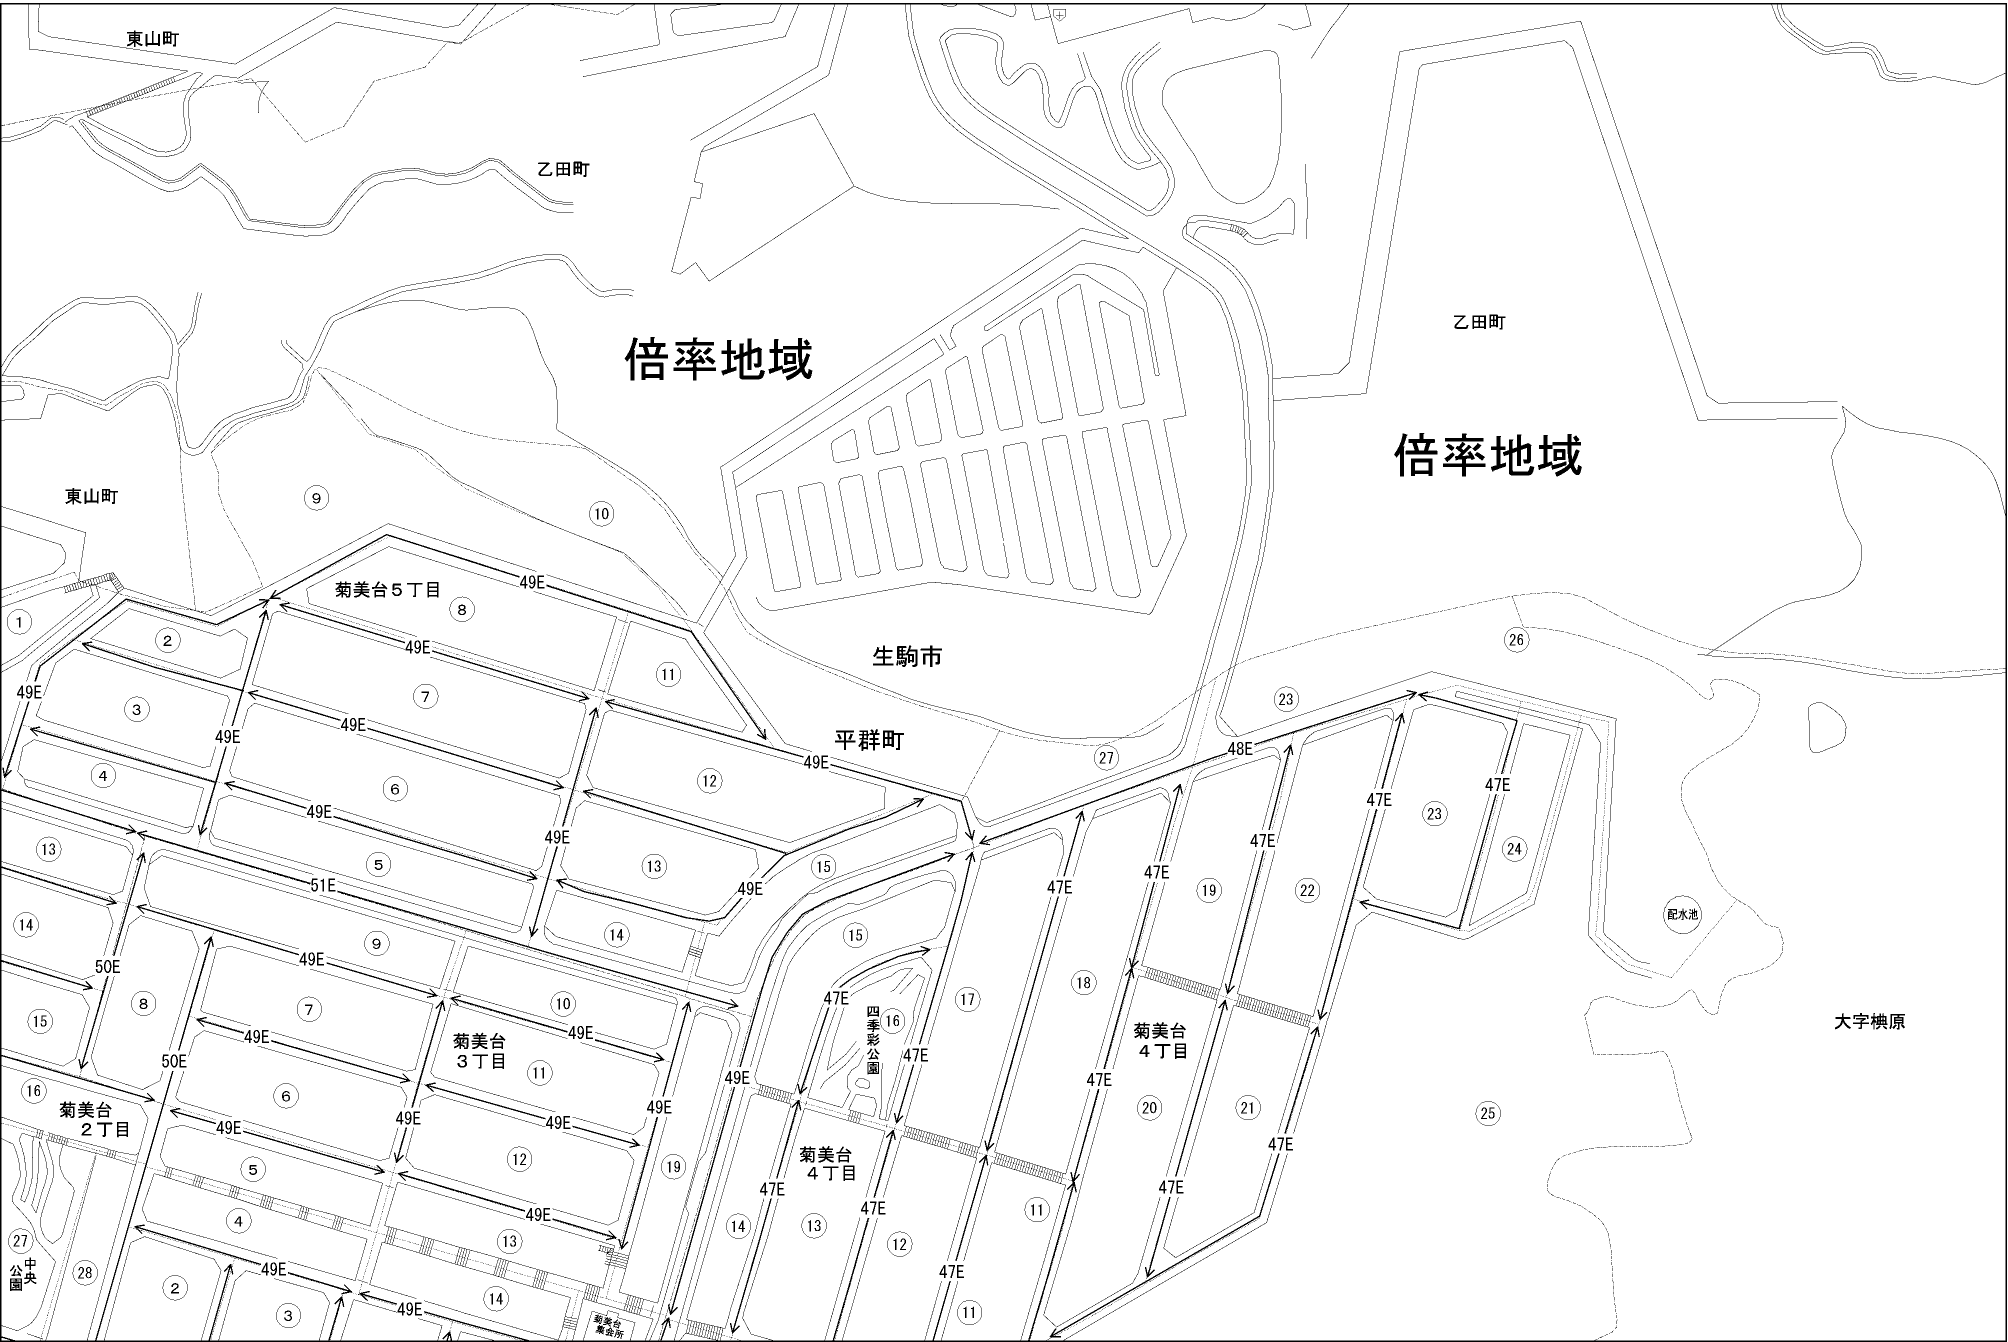 東山町
乙田町
乙田町
倍率地域
倍率地域
東山町
9
10
菊美台5丁目
49E
8
1
2
49E
11
生駒市
26
49E
3
7
49E
23
49E
平群町
27
48E
49E
4
6
12
49E
49E
47E
47E
23
13
5
49E
13
15
47E
24
51E
49E
47E
47E
19
22
14
9
14
15
配水池
50E
49E
8
7
10
47E
17
18
15
49E
49E
菊美台
3丁目
16
四季彩公園
菊美台
4丁目
大字椣原
50E
11
47E
16
6
49E
47E
菊美台
2丁目
49E
49E
49E
49E
20
21
25
5
12
19
菊美台
4丁目
47E
47E
47E
47E
4
49E
13
14
13
12
11
27
中央
公園
28
49E
47E
2
3
49E
14
11
菊美台
集会所